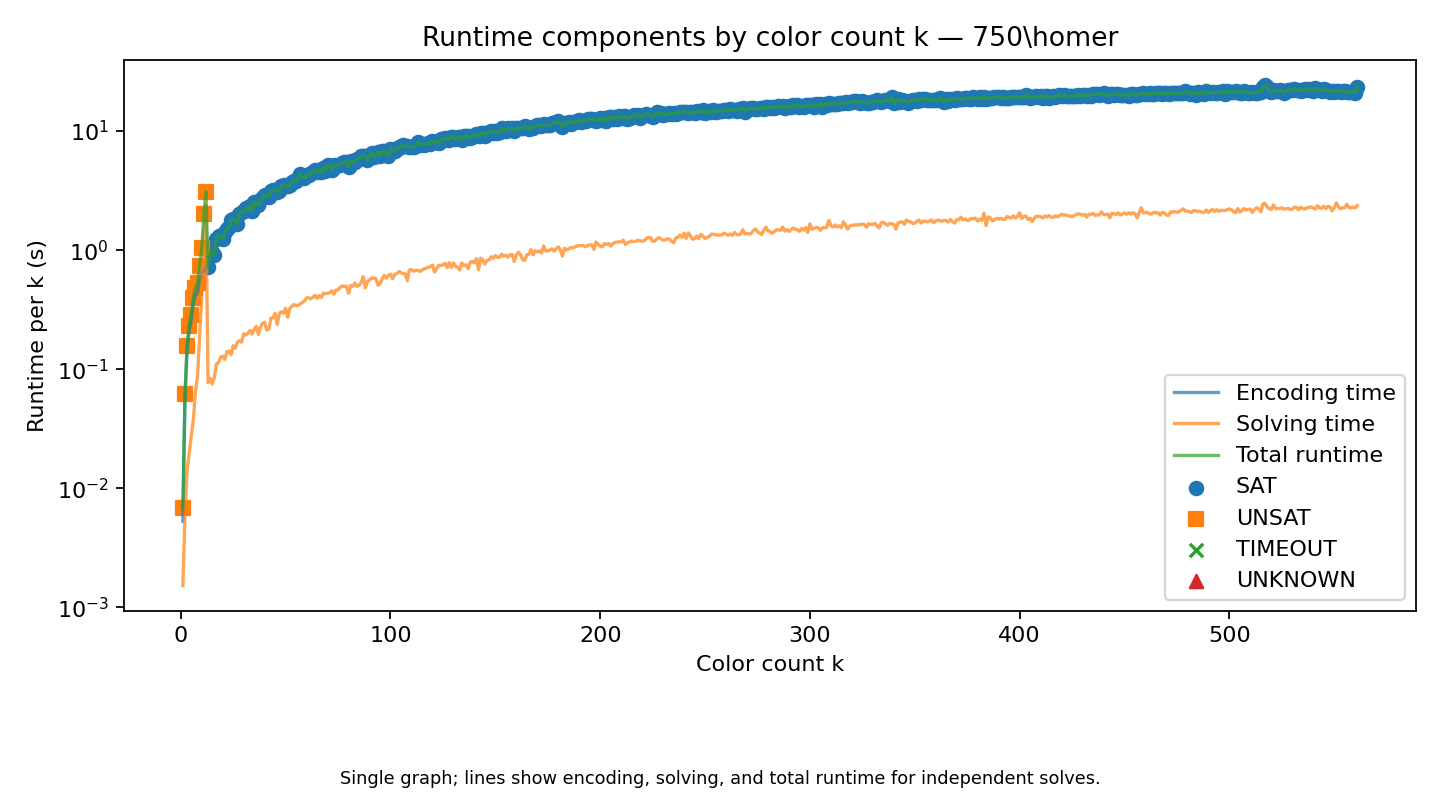 Runtime components by color count k — 750\homer
Runtime per k (s)
10¹
10⁰
10⁻¹
10⁻²
10⁻³
0 100 200 300 400 500
Color count k
Encoding time
Solving time
Total runtime
SAT
UNSAT
TIMEOUT
UNKNOWN
Single graph; lines show encoding, solving, and total runtime for independent solves.